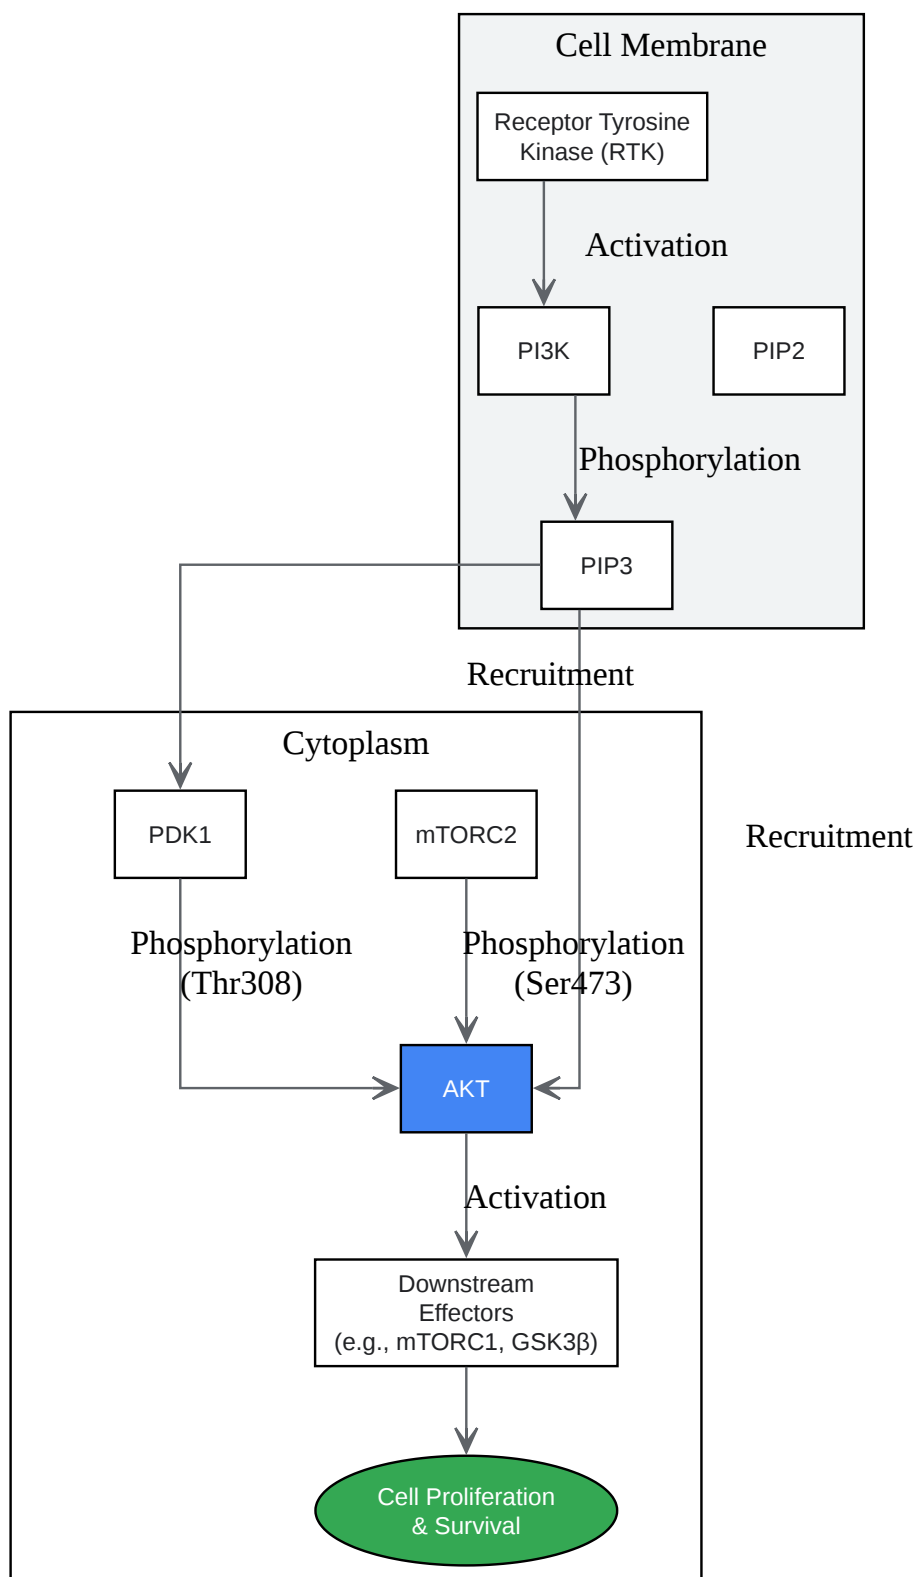 Cell Membrane
Receptor Tyrosine
Kinase (RTK)
Activation
PI3K
PIP2
Phosphorylation
PIP3
Recruitment
Cytoplasm
PDK1
mTORC2
Recruitment
Phosphorylation
(Thr308)
Phosphorylation
(Ser473)
AKT
Activation
Downstream
Effectors
(e.g., mTORC1, GSK3β)
Cell Proliferation
& Survival